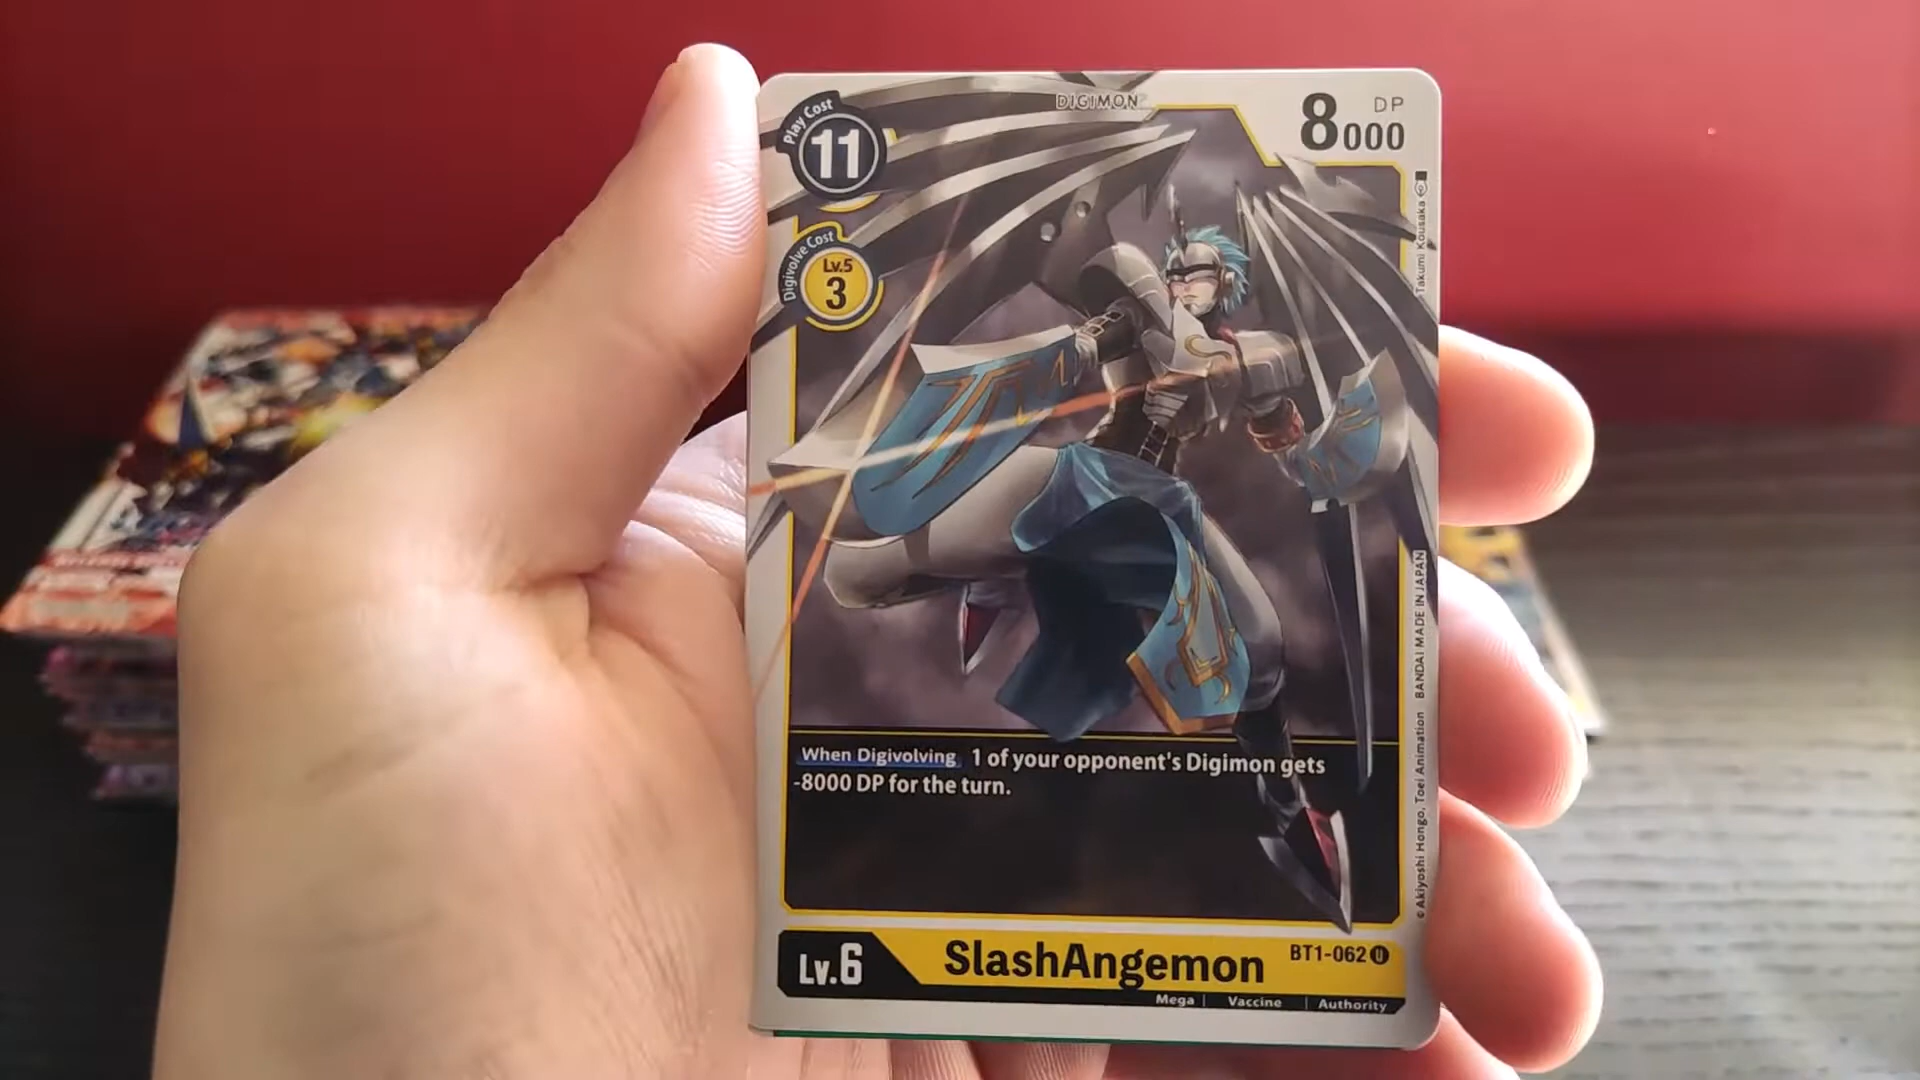 DIGIMON
Play Cost
11
8000
DP
Digivolve Cost
Lv.5
3
Takumi Kousaka
When Digivolving 1 of your opponent's Digimon gets
-8000 DP for the turn.
©Akiyoshi Hongo, Toei Animation BANDAI MADE IN JAPAN
Lv.6
SlashAngemon
BT1-062 U
Mega | Vaccine | Authority